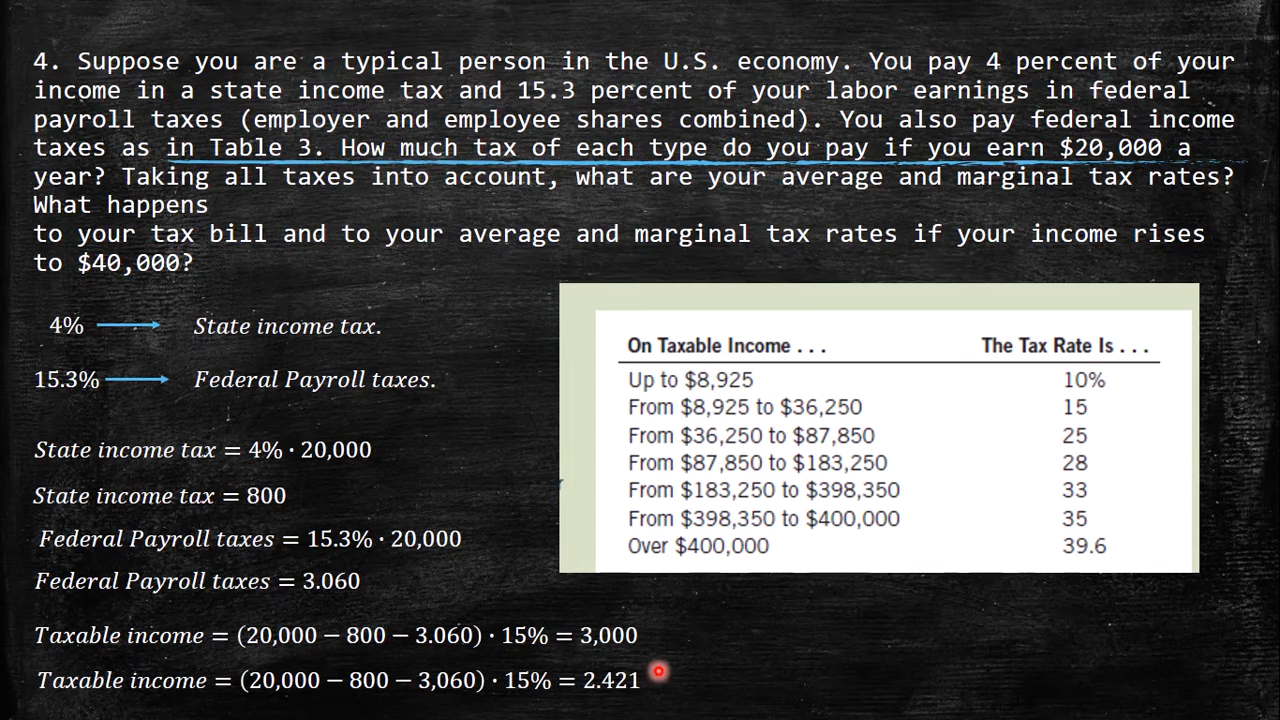 4. Suppose you are a typical person in the U.S. economy. You pay 4 percent of your
income in a state income tax and 15.3 percent of your labor earnings in federal
payroll taxes (employer and employee shares combined). You also pay federal income
taxes as in Table 3. How much tax of each type do you pay if you earn $20,000 a
year? Taking all taxes into account, what are your average and marginal tax rates?
What happens
to your tax bill and to your average and marginal tax rates if your income rises
to $40,000?
4% State income tax.
15.3% Federal Payroll taxes.
State income tax = 4% · 20,000
State income tax = 800
Federal Payroll taxes = 15.3% · 20,000
Federal Payroll taxes = 3.060
Taxable income = (20,000 − 800 − 3.060) · 15% = 3,000
Taxable income = (20,000 − 800 − 3,060) · 15% = 2.421
On Taxable Income . . . The Tax Rate Is . . .
Up to $8,925 10%
From $8,925 to $36,250 15
From $36,250 to $87,850 25
From $87,850 to $183,250 28
From $183,250 to $398,350 33
From $398,350 to $400,000 35
Over $400,000 39.6